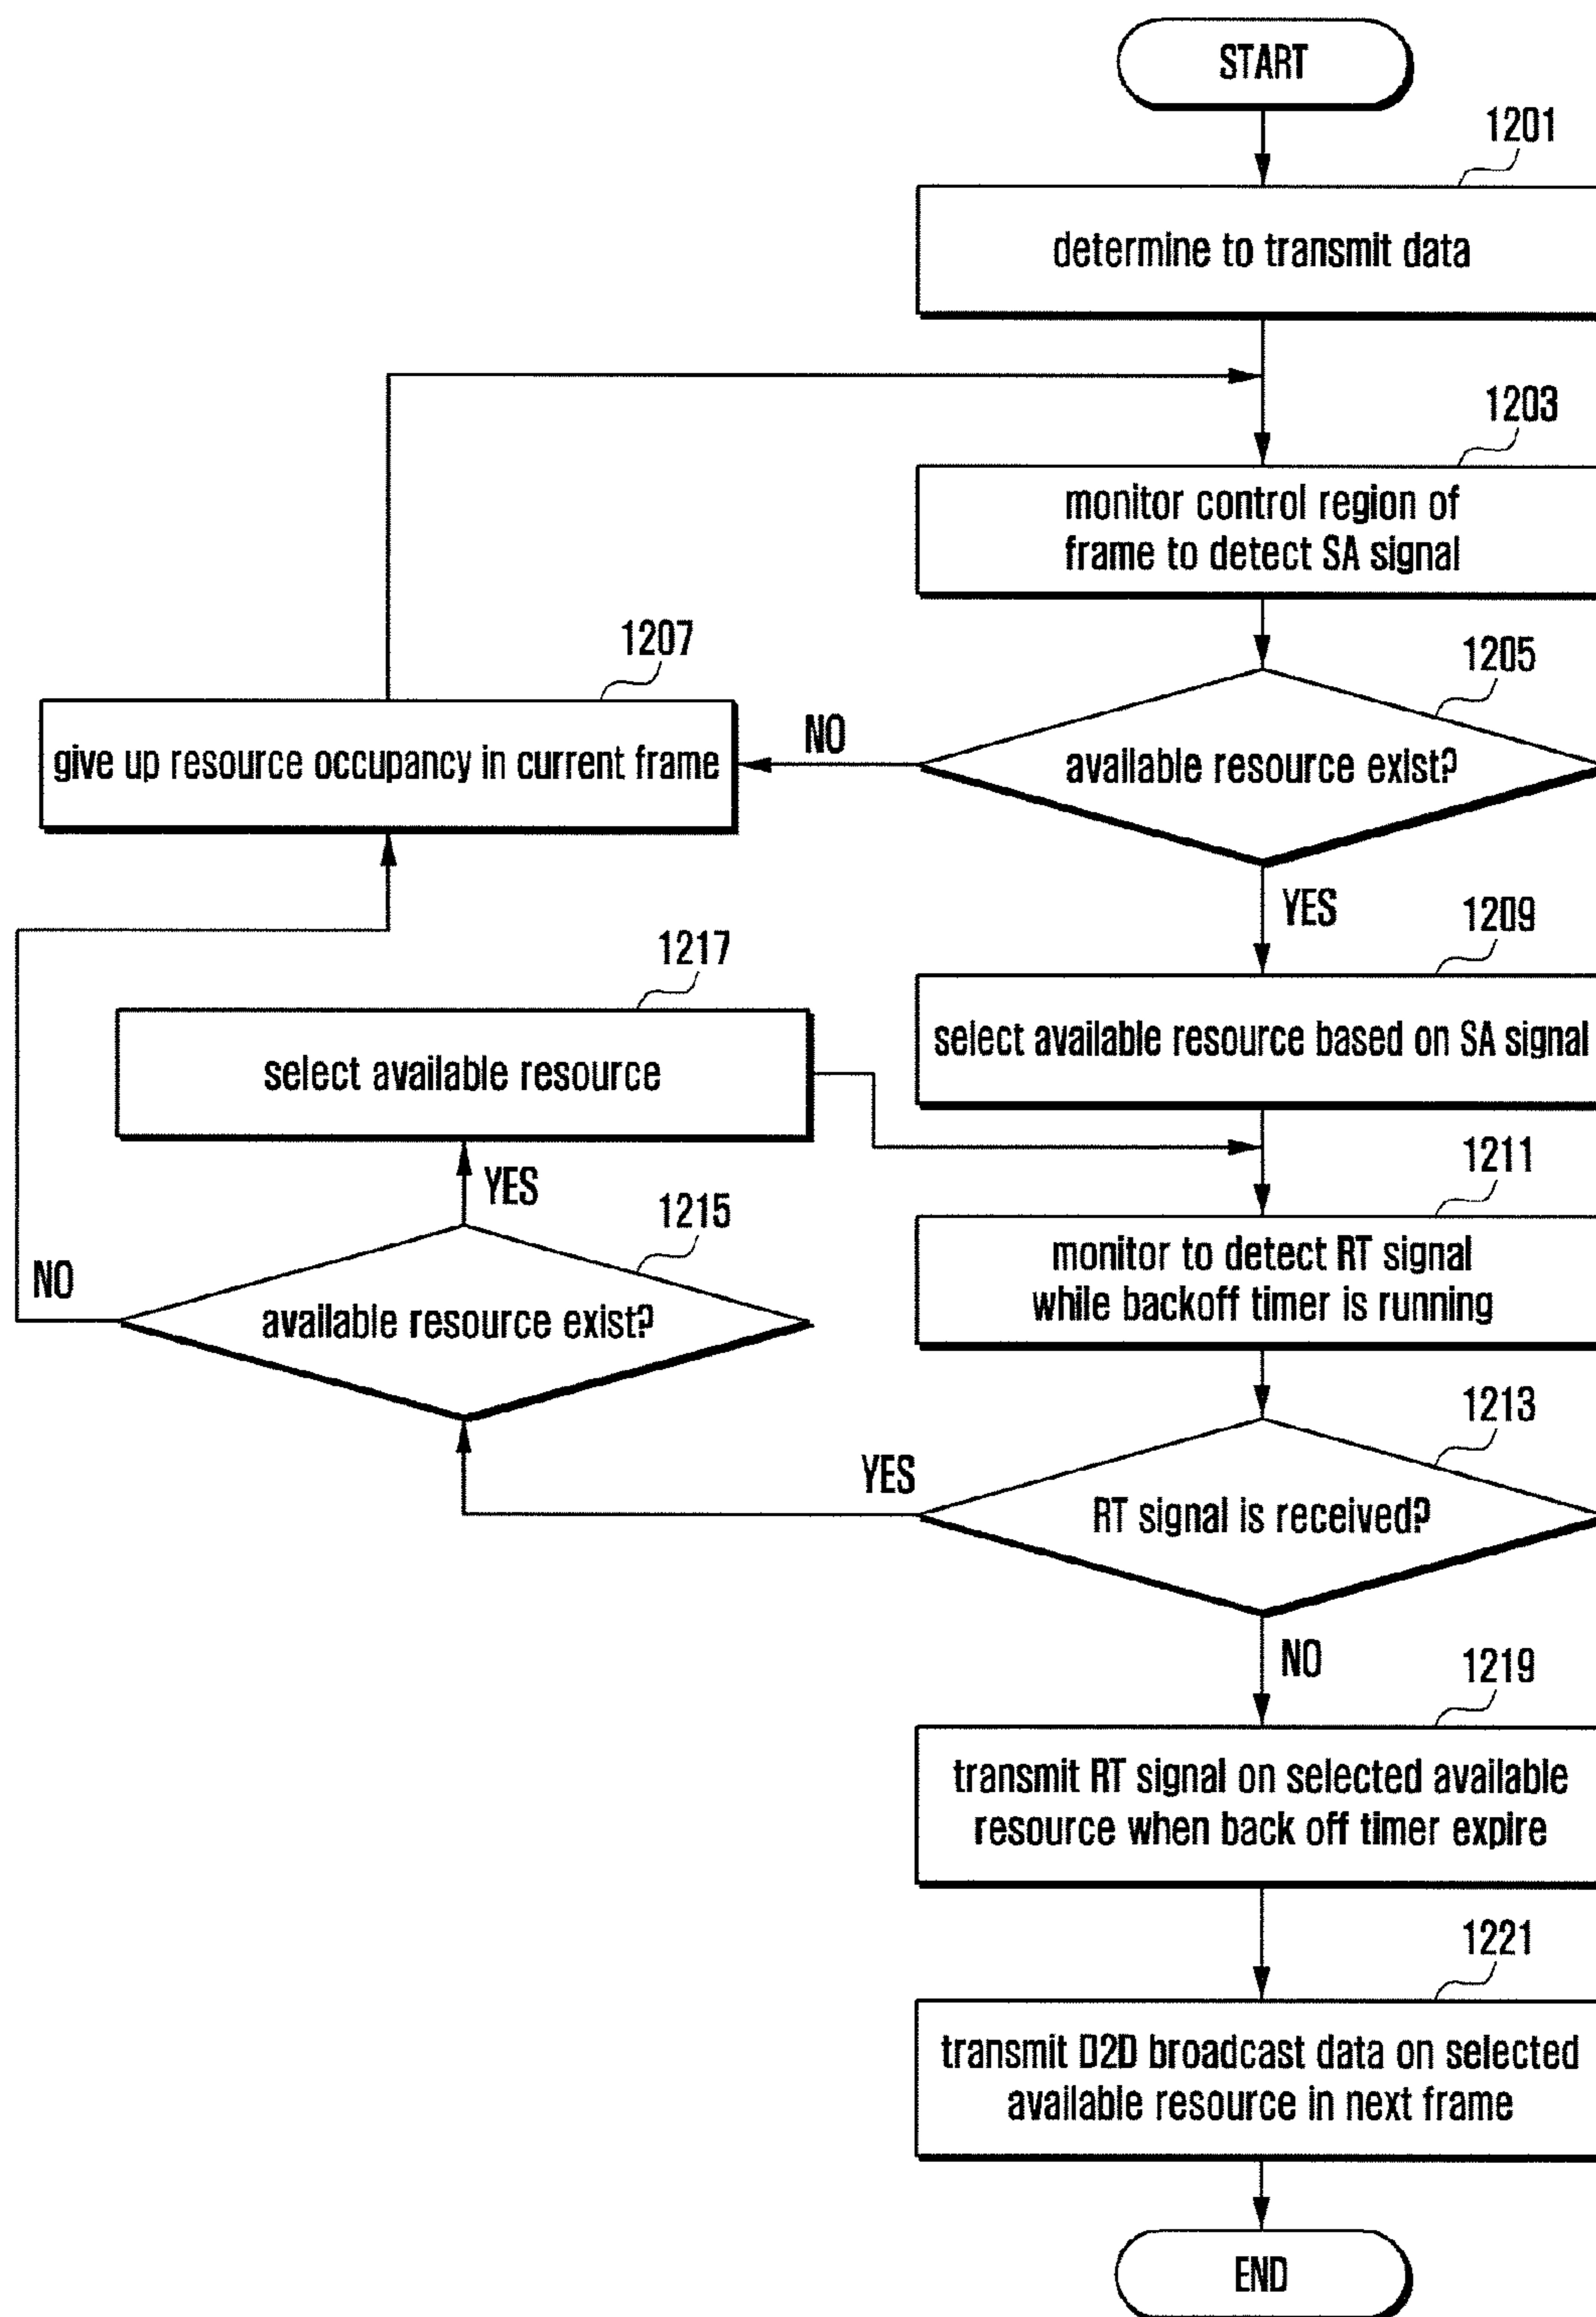 START
1201
determine to transmit data
1203
monitor control region of
frame to detect SA signal
1207
1205
give up resource occupancy in current frame
NO
available resource exist?
YES
1209
1217
select available resource based on SA signal
select available resource
YES
1211
1215
monitor to detect RT signal
while backoff timer is running
NO
available resource exist?
1213
YES
RT signal is received?
NO
1219
transmit RT signal on selected available
resource when back off timer expire
1221
transmit D2D broadcast data on selected
available resource in next frame
END